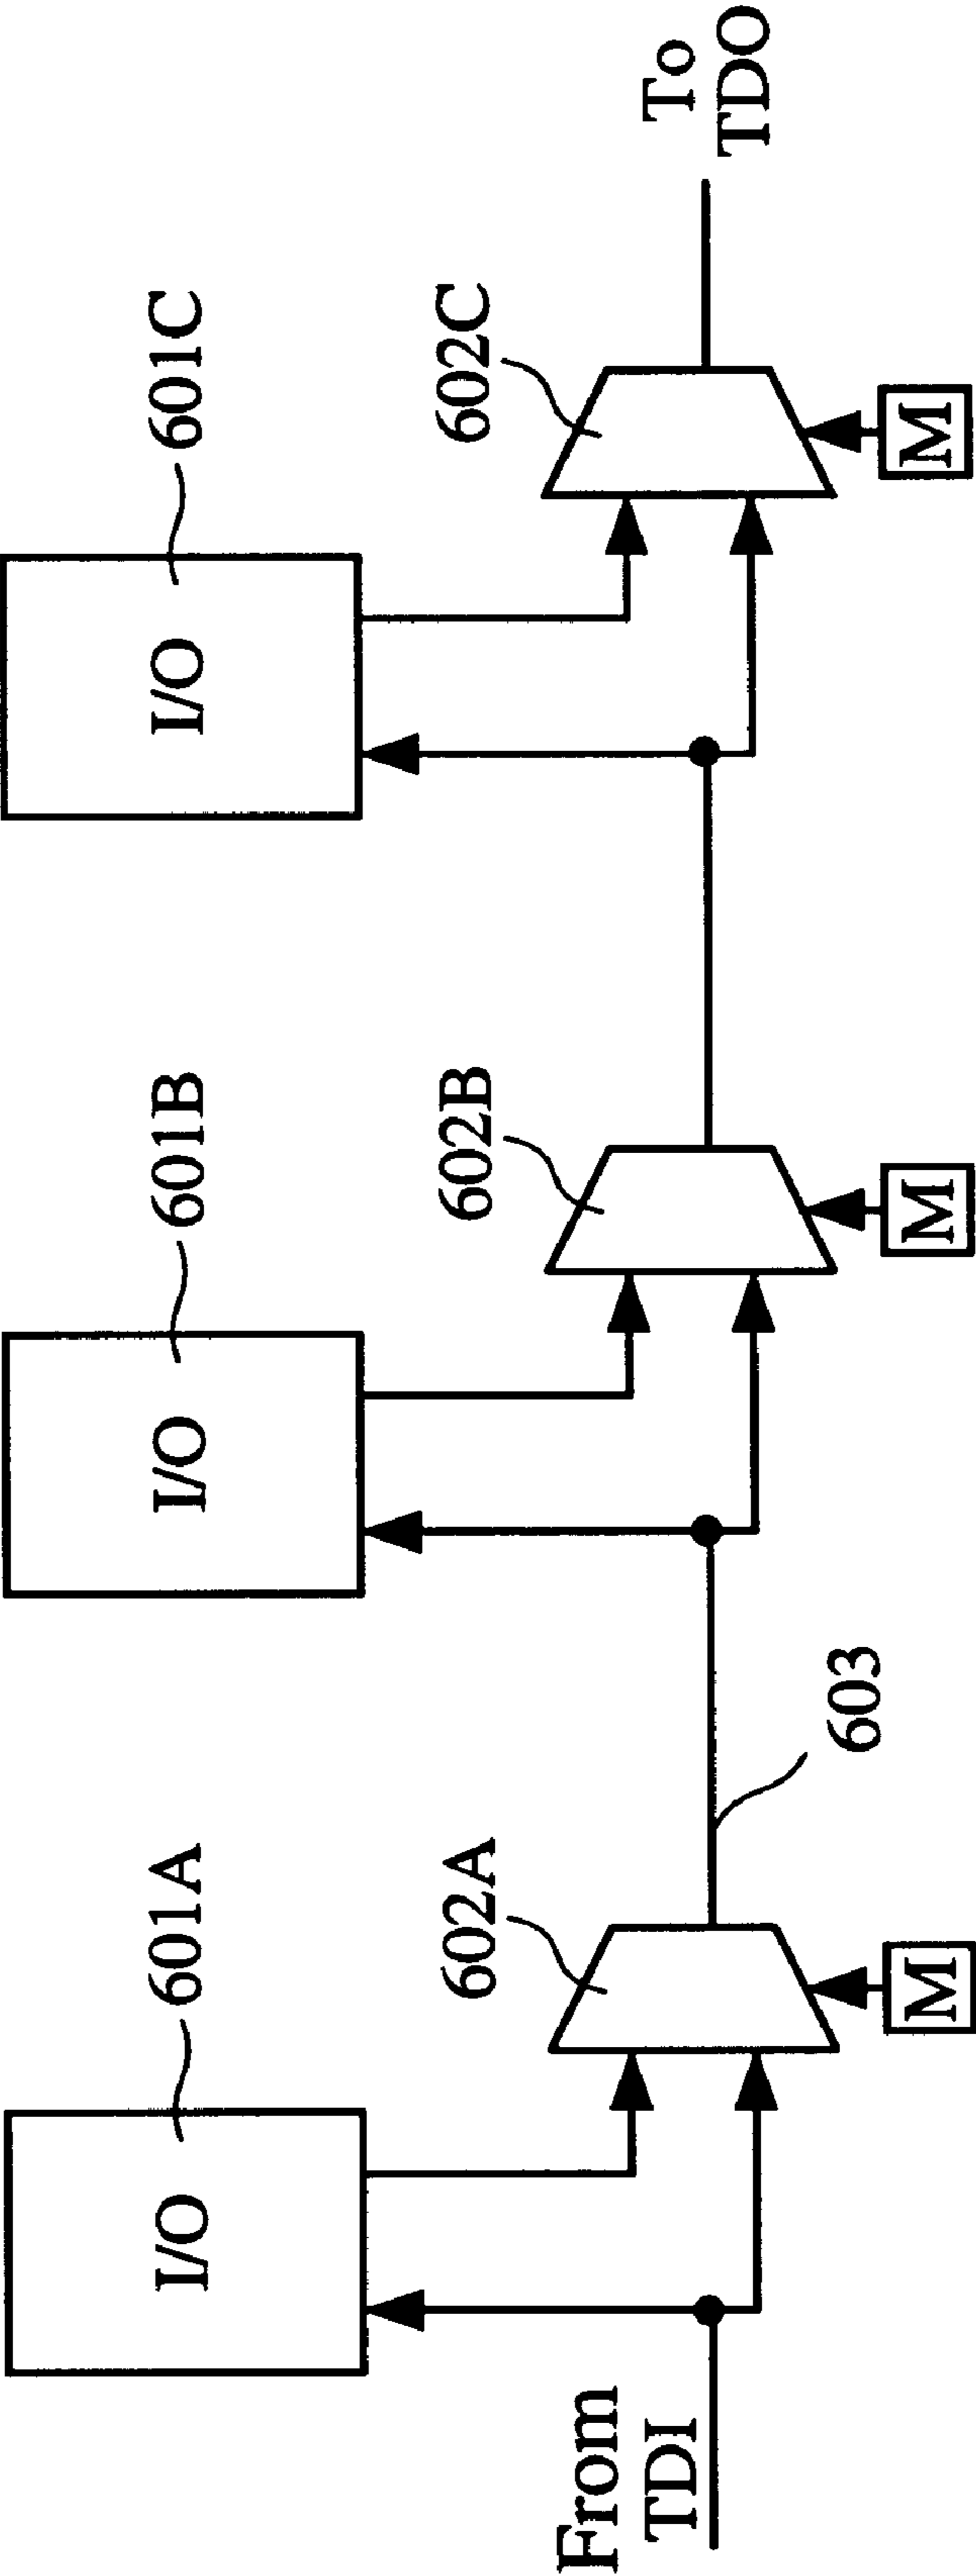 601A
601B
601C
I/O
I/O
I/O
602A
602B
602C
From
TDI
To
TDO
603
M
M
M